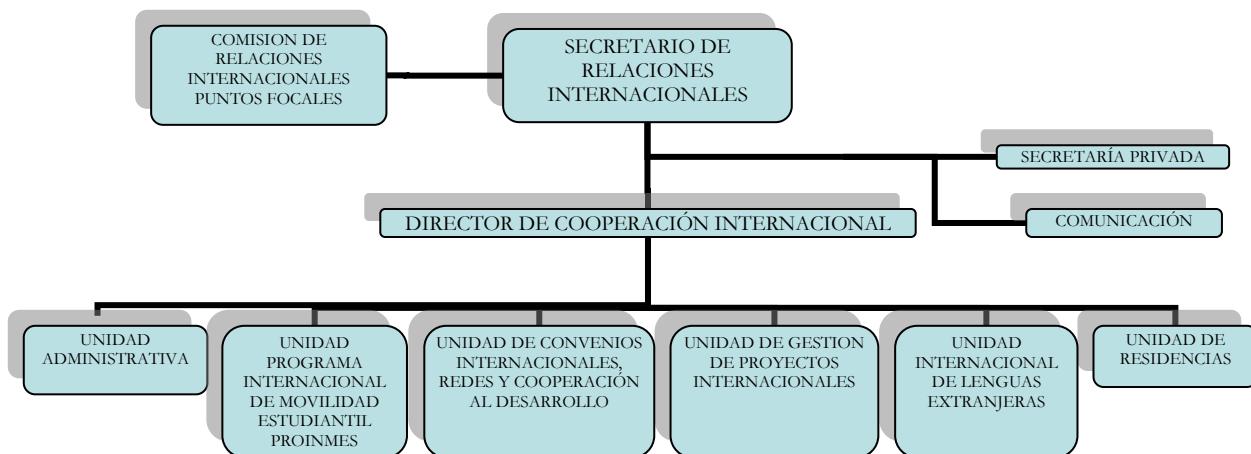 COMISION DE
RELACIONES
INTERNACIONALES
PUNTOS FOCALES
SECRETARIO DE
RELACIONES
INTERNACIONALES
SECRETARÍA PRIVADA
DIRECTOR DE COOPERACIÓN INTERNACIONAL
COMUNICACIÓN
UNIDAD
ADMINISTRATIVA
UNIDAD
PROGRAMA
INTERNACIONAL
DE MOVILIDAD
ESTUDIANTIL
PROINMES
UNIDAD DE CONVENIOS
INTERNACIONALES,
REDES Y COOPERACIÓN
AL DESARROLLO
UNIDAD DE GESTION
DE PROYECTOS
INTERNACIONALES
UNIDAD
INTERNACIONAL
DE LENGUAS
EXTRANJERAS
UNIDAD DE
RESIDENCIAS